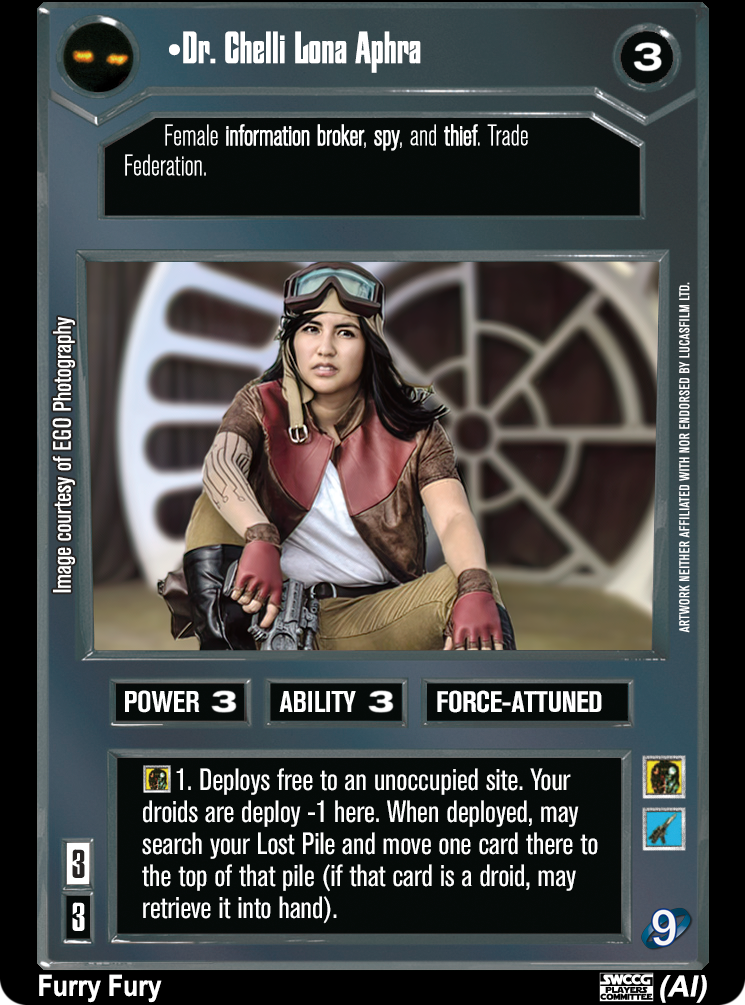 •Dr. Chelli Lona Aphra
3
Female information broker, spy, and thief. Trade
Federation.
Image courtesy of EGO Photography
ARTWORK NEITHER AFFILIATED WITH NOR ENDORSED BY LUCASFILM LTD.
POWER 3
ABILITY 3
FORCE-ATTUNED
1. Deploys free to an unoccupied site. Your
droids are deploy -1 here. When deployed, may
search your Lost Pile and move one card there to
the top of that pile (if that card is a droid, may
retrieve it into hand).
3
3
9
Furry Fury
SWCCG
PLAYERS
COMMITTEE
(AI)